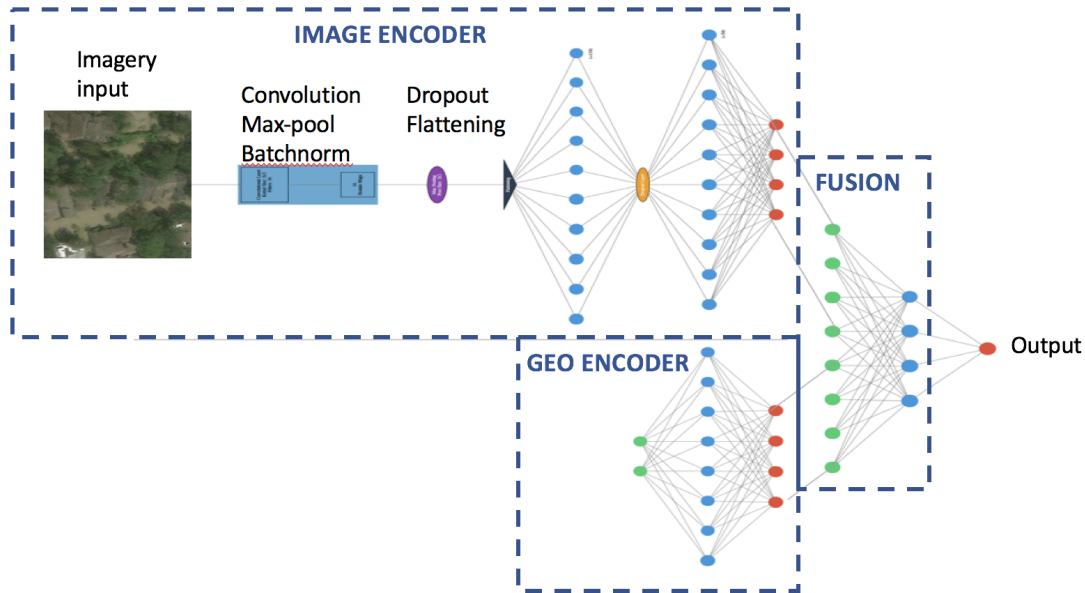 IMAGE ENCODER
Imagery
input
Convolution
Max-pool
Batchnorm
Dropout
Flattening
FUSION
GEO ENCODER
Output